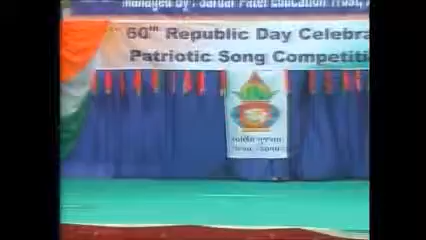 Managed by: Sardar Patel Education Trust,
60th Republic Day Celebra
Patriotic Song Competiti